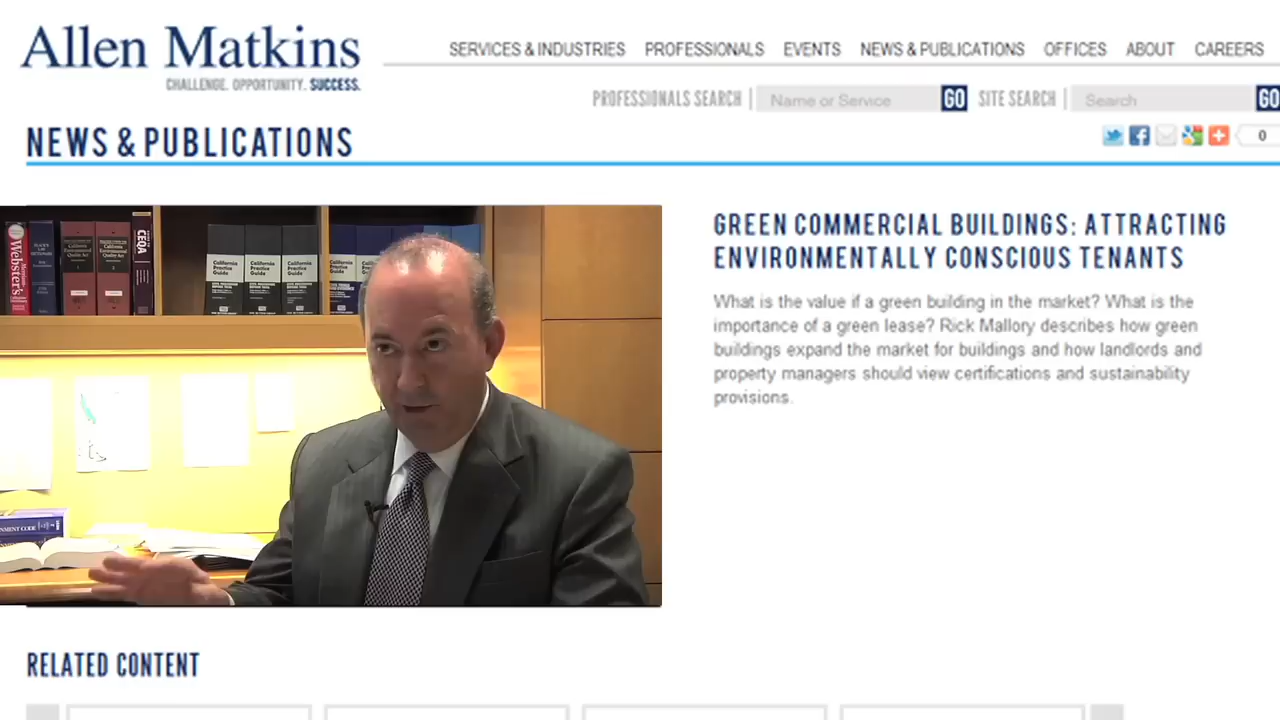 Allen Matkins
CHALLENGE. OPPORTUNITY. SUCCESS.
SERVICES & INDUSTRIES PROFESSIONALS EVENTS NEWS & PUBLICATIONS OFFICES ABOUT CAREERS
PROFESSIONALS SEARCH Name or Service GO SITE SEARCH Search GO
NEWS & PUBLICATIONS
0
Webster's
CEQA
California Practice Guide
California Practice Guide
California Practice Guide
California Practice Guide
GREEN COMMERCIAL BUILDINGS: ATTRACTING
ENVIRONMENTALLY CONSCIOUS TENANTS
What is the value if a green building in the market? What is the
importance of a green lease? Rick Mallory describes how green
buildings expand the market for buildings and how landlords and
property managers should view certifications and sustainability
provisions.
RELATED CONTENT